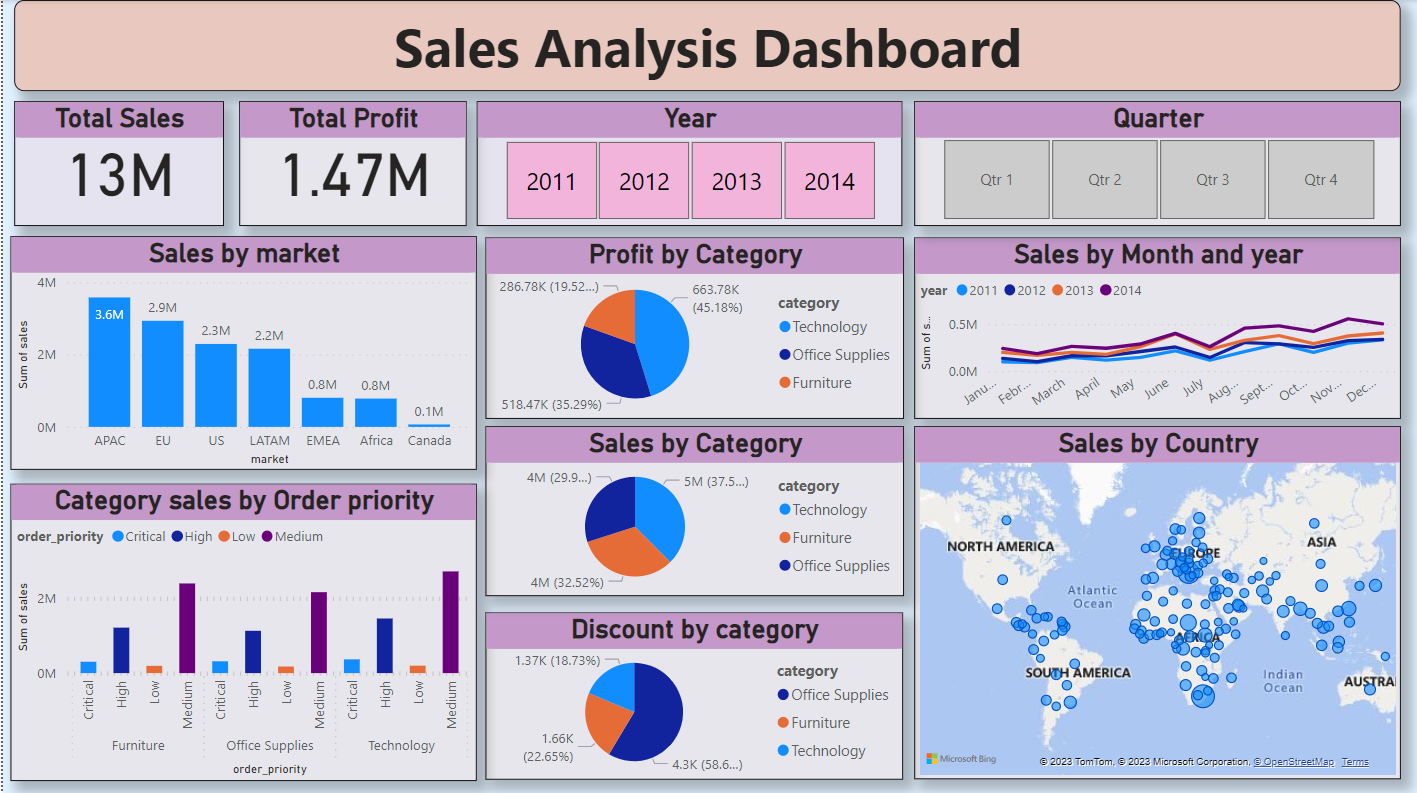 Sales Analysis Dashboard
Total Sales
13M
Total Profit
1.47M
Year
2011 2012 2013 2014
Quarter
Qtr 1 Qtr 2 Qtr 3 Qtr 4
Sales by market
Sum of sales
4M
2M
0M
3.6M
2.9M
2.3M
2.2M
0.8M
0.8M
0.1M
APAC EU US LATAM EMEA Africa Canada
market
Profit by Category
286.78K (19.52...)
663.78K
(45.18%)
518.47K (35.29%)
category
Technology
Office Supplies
Furniture
Sales by Month and year
year 2011 2012 2013 2014
Sum of s...
0.5M
0.0M
Janu... Febr... March April May June July Aug... Sept... Oct... Nov... Dec...
Category sales by Order priority
order_priority Critical High Low Medium
Sum of sales
2M
0M
Critical High Low Medium Critical High Low Medium Critical High Low Medium
Furniture Office Supplies Technology
order_priority
Sales by Category
4M (29.9...)
5M (37.5...)
4M (32.52%)
category
Technology
Furniture
Office Supplies
Discount by category
1.37K (18.73%)
1.66K
(22.65%)
4.3K (58.6...)
category
Office Supplies
Furniture
Technology
Sales by Country
NORTH AMERICA
EUROPE
ASIA
Atlantic
Ocean
AFRICA
SOUTH AMERICA
Indian
Ocean
AUSTRA
Microsoft Bing
© 2023 TomTom, © 2023 Microsoft Corporation, © OpenStreetMap Terms